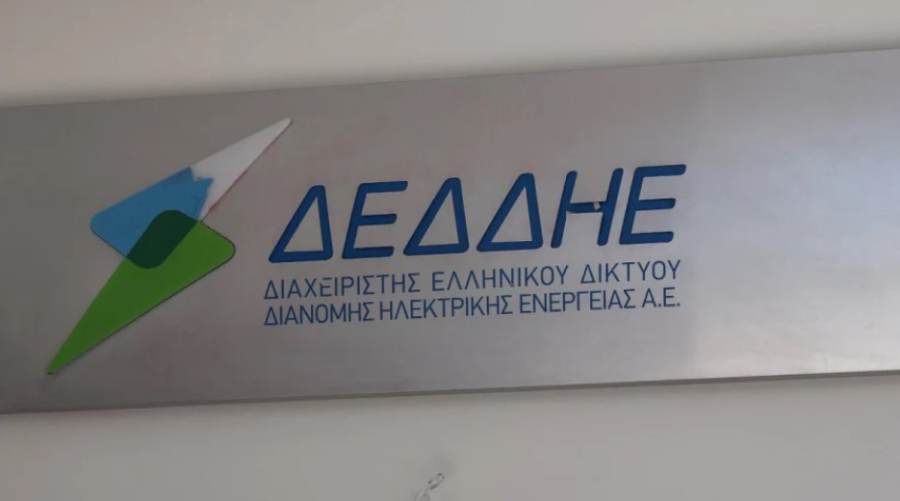 ΔΕΔΔΗΕ
ΔΙΑΧΕΙΡΙΣΤΗΣ ΕΛΛΗΝΙΚΟΥ ΔΙΚΤΥΟΥ
ΔΙΑΝΟΜΗΣ ΗΛΕΚΤΡΙΚΗΣ ΕΝΕΡΓΕΙΑΣ Α.Ε.